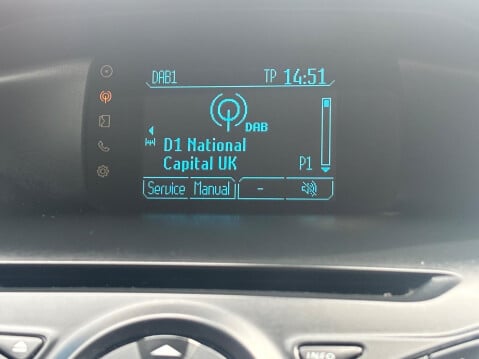 DAB1 TP 14:51
DAB
D1 National
Capital UK P1
Service Manual -
INFO